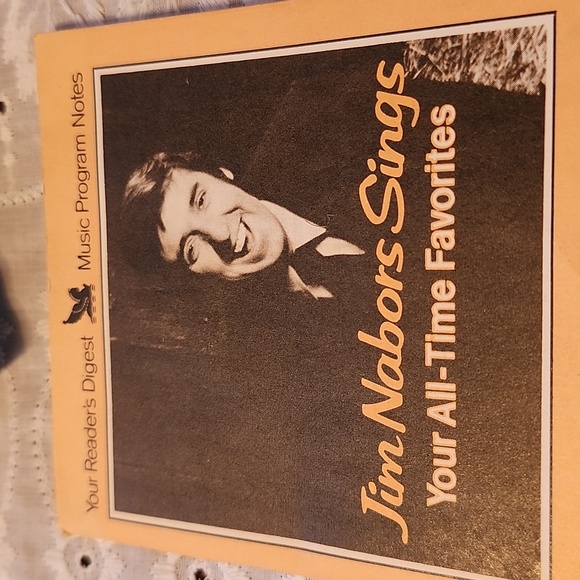 Your Reader's Digest Music Program Notes
Jim Nabors Sings
Your All-Time Favorites